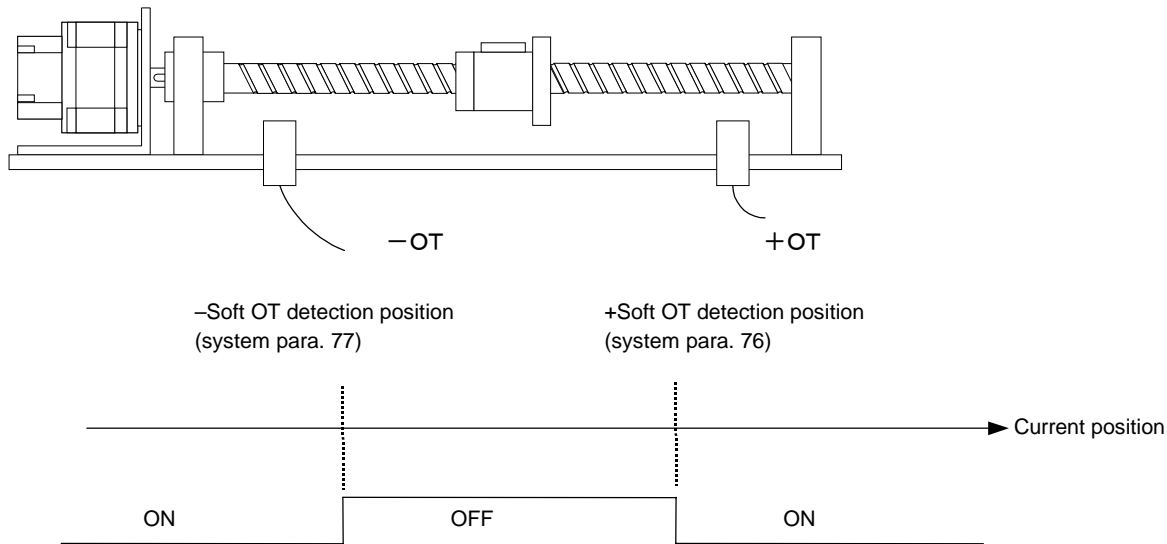 −OT
+OT
–Soft OT detection position
(system para. 77)
+Soft OT detection position
(system para. 76)
Current position
ON
OFF
ON